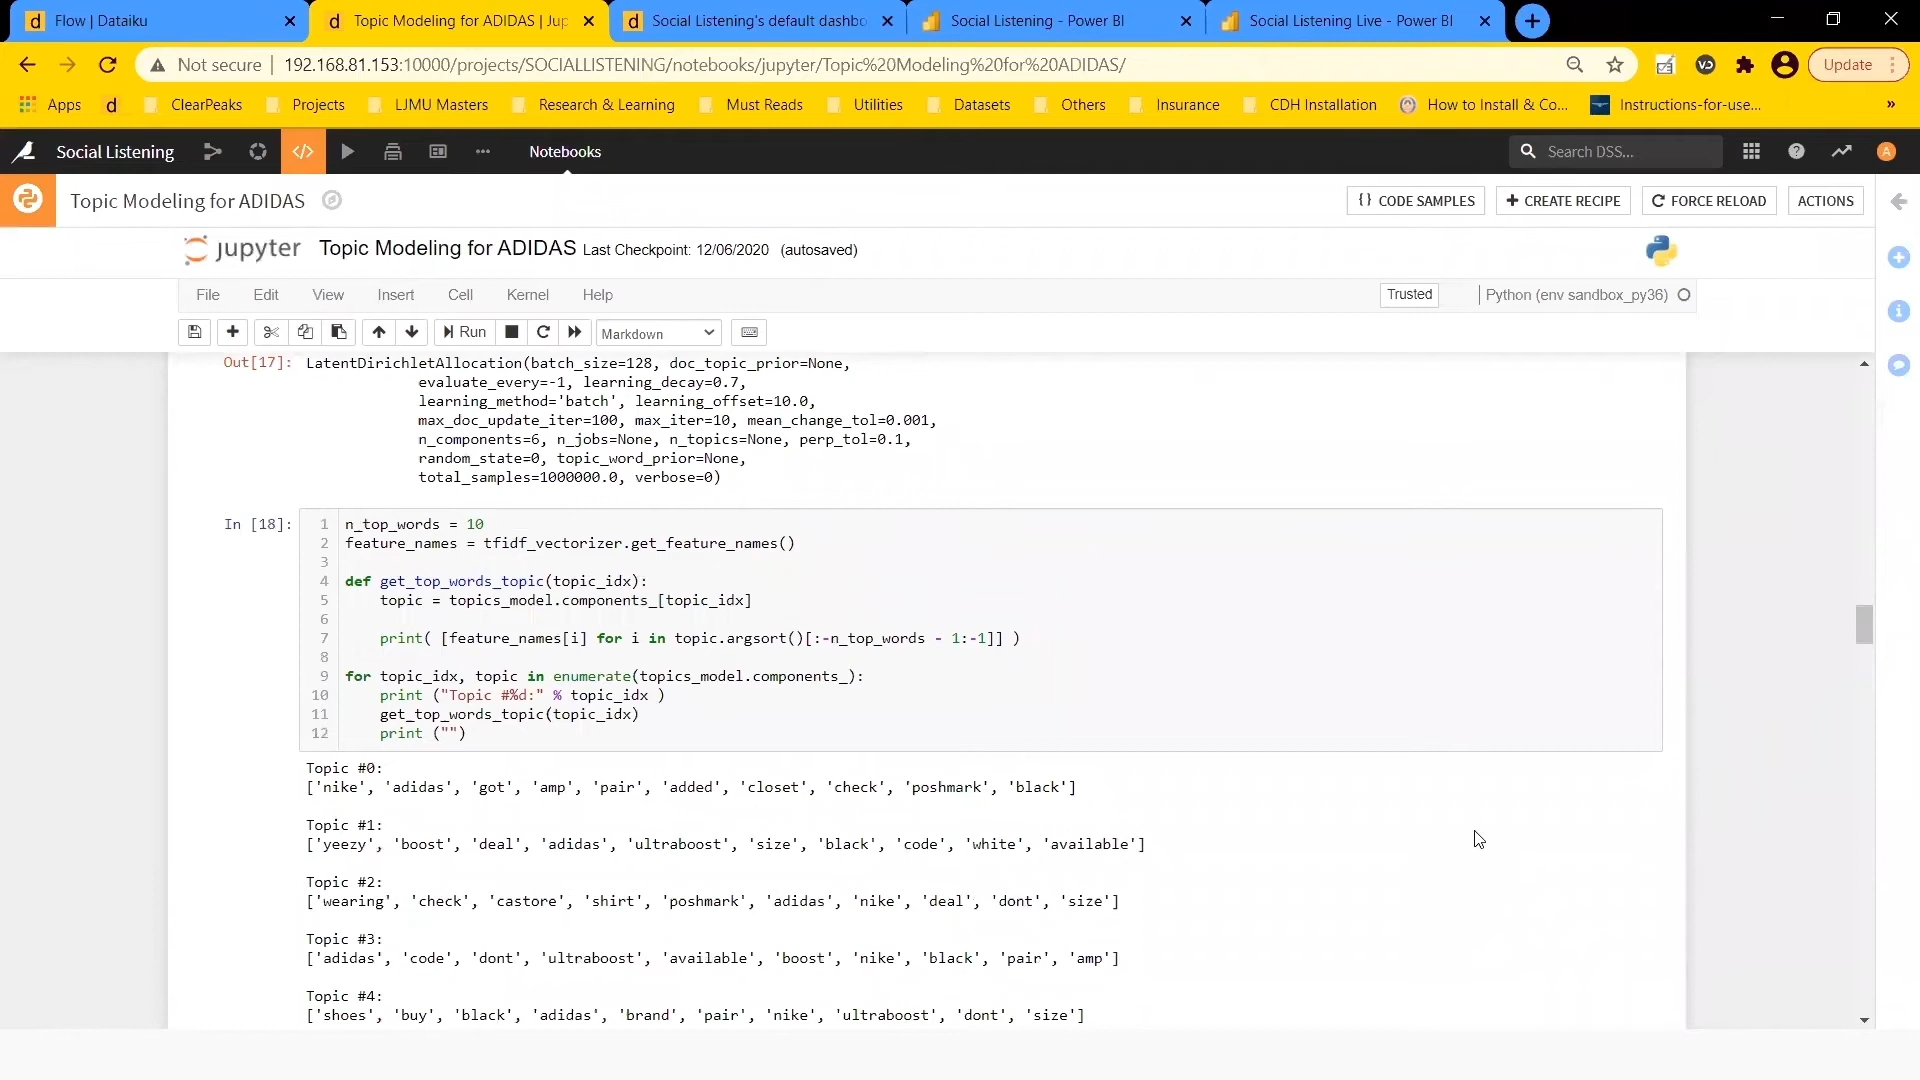 Flow | Dataiku
Topic Modeling for ADIDAS | Jup
Social Listening's default dashbo
Social Listening - Power BI
Social Listening Live - Power BI
Not secure | 192.168.81.153:10000/projects/SOCIALLISTENING/notebooks/jupyter/Topic%20Modeling%20for%20ADIDAS/
Update
Apps
ClearPeaks
Projects
LJMU Masters
Research & Learning
Must Reads
Utilities
Datasets
Others
Insurance
CDH Installation
How to Install & Co...
Instructions-for-use...
»
Social Listening
Notebooks
Search DSS...
A
Topic Modeling for ADIDAS
{} CODE SAMPLES
+ CREATE RECIPE
FORCE RELOAD
ACTIONS
jupyter Topic Modeling for ADIDAS Last Checkpoint: 12/06/2020 (autosaved)
File Edit View Insert Cell Kernel Help
Trusted
Python (env sandbox_py36)
Run
Markdown
Out[17]: LatentDirichletAllocation(batch_size=128, doc_topic_prior=None,
evaluate_every=-1, learning_decay=0.7,
learning_method='batch', learning_offset=10.0,
max_doc_update_iter=100, max_iter=10, mean_change_tol=0.001,
n_components=6, n_jobs=None, n_topics=None, perp_tol=0.1,
random_state=0, topic_word_prior=None,
total_samples=1000000.0, verbose=0)
In [18]: 1 n_top_words = 10
2 feature_names = tfidf_vectorizer.get_feature_names()
3
4 def get_top_words_topic(topic_idx):
5 topic = topics_model.components_[topic_idx]
6
7 print( [feature_names[i] for i in topic.argsort()[:-n_top_words - 1:-1]] )
8
9 for topic_idx, topic in enumerate(topics_model.components_):
10 print ("Topic #%d:" % topic_idx )
11 get_top_words_topic(topic_idx)
12 print ("")
Topic #0:
['nike', 'adidas', 'got', 'amp', 'pair', 'added', 'closet', 'check', 'poshmark', 'black']
Topic #1:
['yeezy', 'boost', 'deal', 'adidas', 'ultraboost', 'size', 'black', 'code', 'white', 'available']
Topic #2:
['wearing', 'check', 'castore', 'shirt', 'poshmark', 'adidas', 'nike', 'deal', 'dont', 'size']
Topic #3:
['adidas', 'code', 'dont', 'ultraboost', 'available', 'boost', 'nike', 'black', 'pair', 'amp']
Topic #4:
['shoes', 'buy', 'black', 'adidas', 'brand', 'pair', 'nike', 'ultraboost', 'dont', 'size']